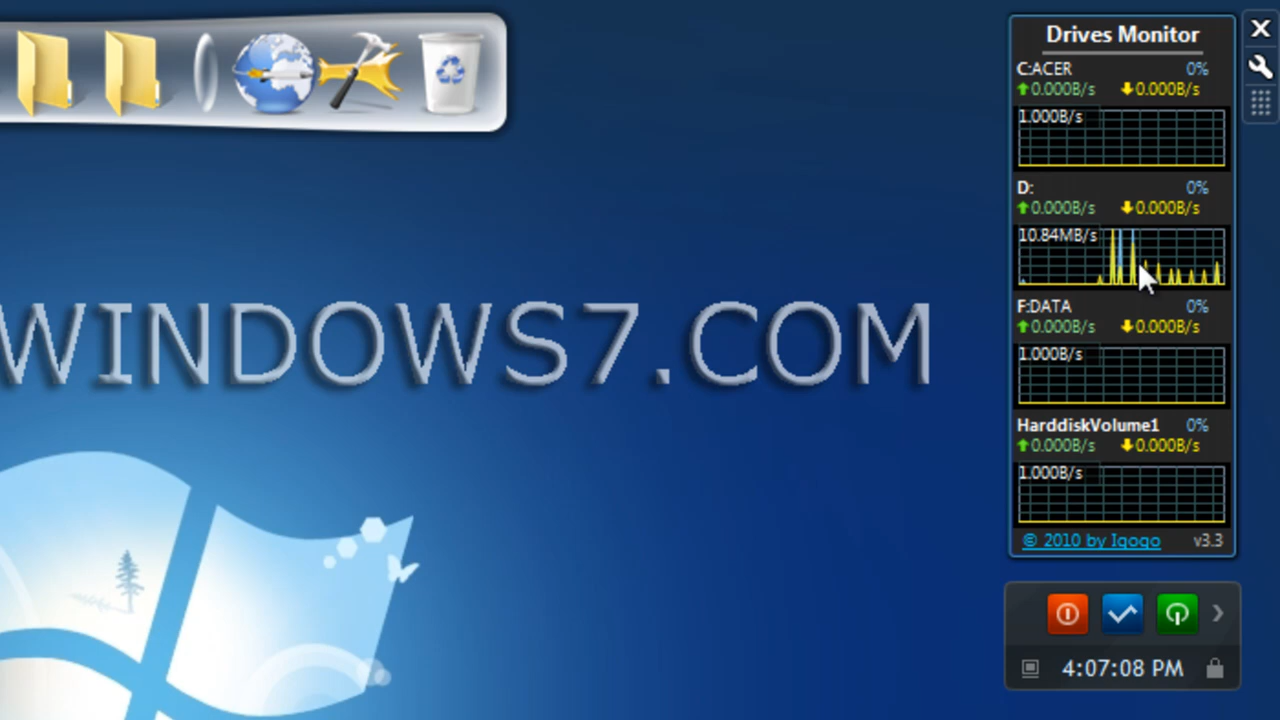 Drives Monitor
C:ACER 0%
0.000B/s 0.000B/s
1.000B/s
D: 0%
0.000B/s 0.000B/s
10.84MB/s
F:DATA 0%
0.000B/s 0.000B/s
1.000B/s
WINDOWS7.COM
HarddiskVolume1 0%
0.000B/s 0.000B/s
1.000B/s
© 2010 by Igogo v3.3
4:07:08 PM